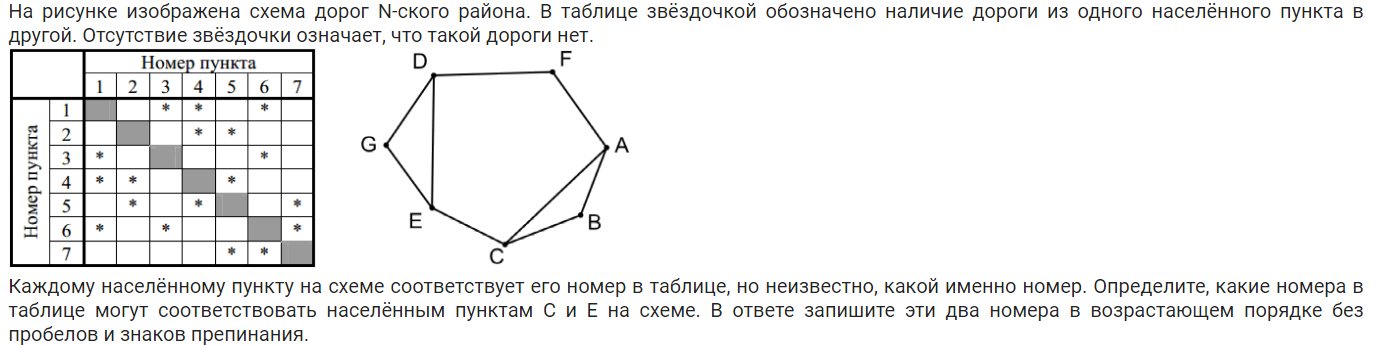 На рисунке изображена схема дорог N-ского района. В таблице звёздочкой обозначено наличие дороги из одного населённого пункта в
другой. Отсутствие звёздочки означает, что такой дороги нет.
Номер пункта
1 2 3 4 5 6 7
Номер пункта
1 * * *
2 * *
3 * *
4 * * *
5 * * *
6 * * *
7 * *
D
F
G
A
E
B
C
Каждому населённому пункту на схеме соответствует его номер в таблице, но неизвестно, какой именно номер. Определите, какие номера в
таблице могут соответствовать населённым пунктам C и E на схеме. В ответе запишите эти два номера в возрастающем порядке без
пробелов и знаков препинания.